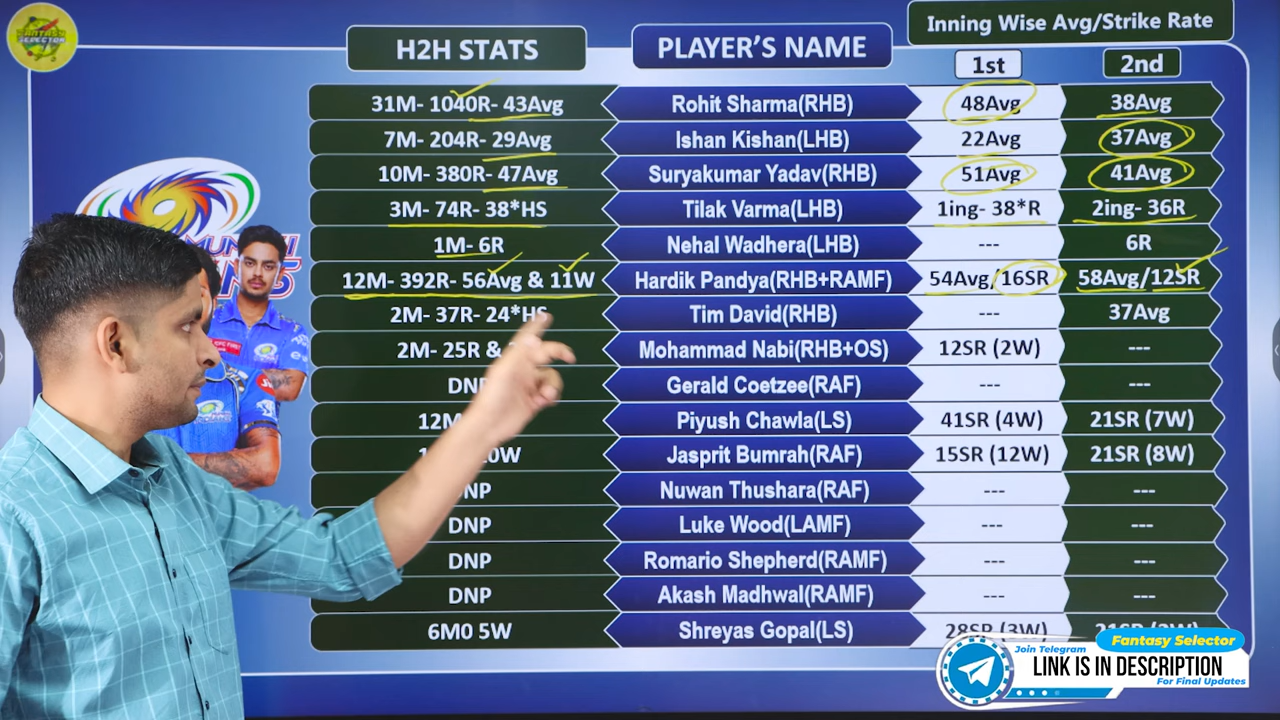 FANTASY SELECTOR
H2H STATS
PLAYER'S NAME
Inning Wise Avg/Strike Rate
1st
2nd
31M- 1040R- 43Avg Rohit Sharma(RHB) 48Avg 38Avg
7M- 204R- 29Avg Ishan Kishan(LHB) 22Avg 37Avg
10M- 380R- 47Avg Suryakumar Yadav(RHB) 51Avg 41Avg
3M- 74R- 38*HS Tilak Varma(LHB) 1ing- 38*R 2ing- 36R
1M- 6R Nehal Wadhera(LHB) --- 6R
12M- 392R- 56Avg & 11W Hardik Pandya(RHB+RAMF) 54Avg/16SR 58Avg/12SR
2M- 37R- 24*HS Tim David(RHB) --- 37Avg
2M- 25R & Mohammad Nabi(RHB+OS) 12SR (2W) ---
Gerald Coetzee(RAF) --- ---
12M Piyush Chawla(LS) 41SR (4W) 21SR (7W)
Jasprit Bumrah(RAF) 15SR (12W) 21SR (8W)
Nuwan Thushara(RAF) --- ---
DNP Luke Wood(LAMF) --- ---
DNP Romario Shepherd(RAMF) --- ---
DNP Akash Madhwal(RAMF) --- ---
6M0 5W Shreyas Gopal(LS) 28SR (3W)
Fantasy Selector
Join Telegram
LINK IS IN DESCRIPTION
For Final Updates